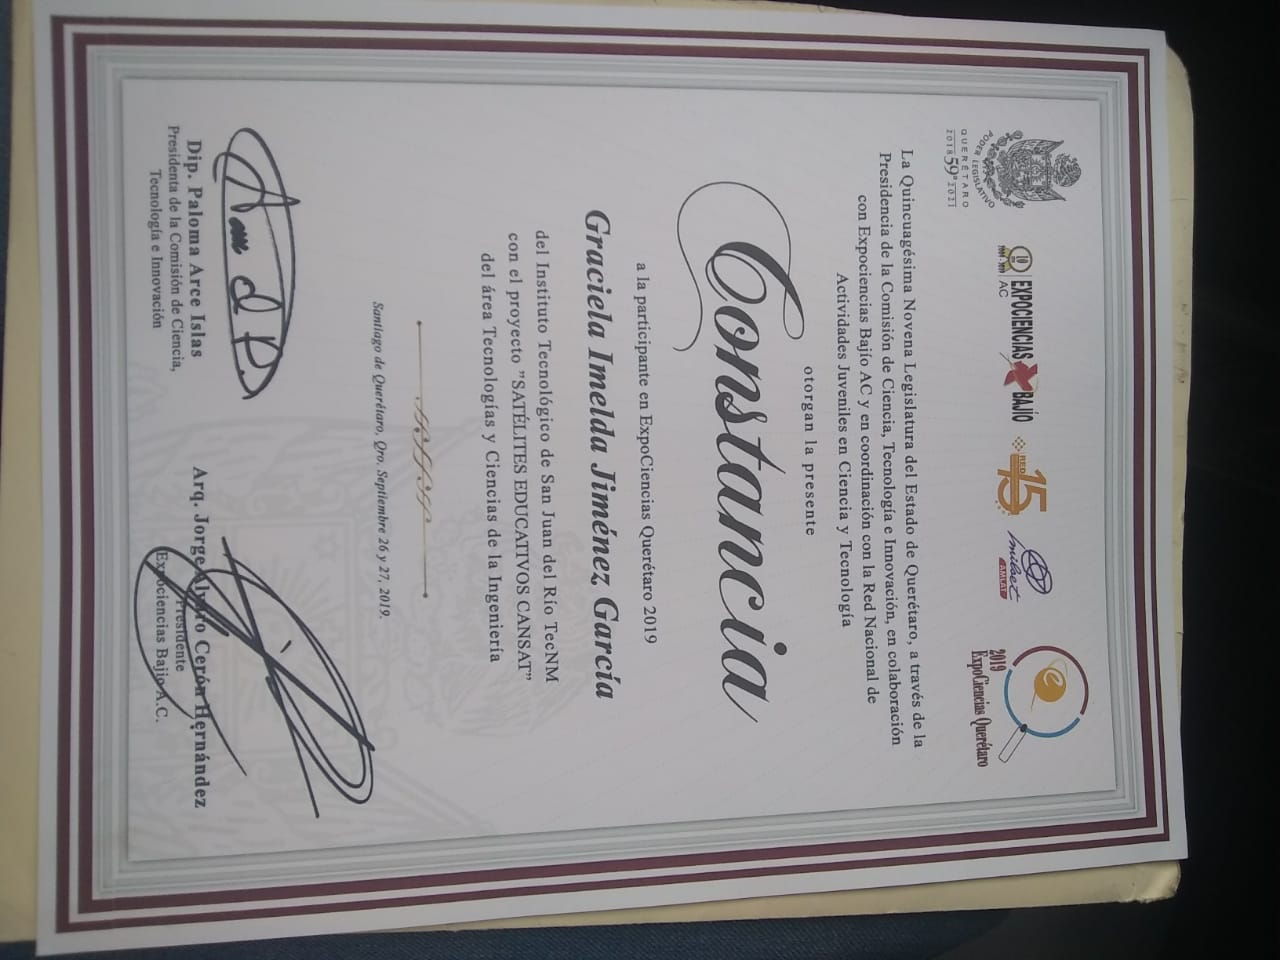 PODER LEGISLATIVO
QUERÉTARO
2018 59ª 2021
10
AC
EXPOCIENCIAS BAJÍO
RED
15
milset
AMLAT
e
2019
ExpoCiencias Querétaro
La Quincuagésima Novena Legislatura del Estado de Querétaro, a través de la
Presidencia de la Comisión de Ciencia, Tecnología e Innovación, en colaboración
con Expociencias Bajío AC y en coordinación con la Red Nacional de
Actividades Juveniles en Ciencia y Tecnología
otorgan la presente
Constancia
a la participante en ExpoCiencias Querétaro 2019
Graciela Imelda Jiménez García
del Instituto Tecnológico de San Juan del Río TecNM
con el proyecto "SATÉLITES EDUCATIVOS CANSAT"
del área Tecnologías y Ciencias de la Ingeniería
Santiago de Querétaro, Qro. Septiembre 26 y 27, 2019.
Dip. Paloma Arce Islas
Presidenta de la Comisión de Ciencia,
Tecnología e Innovación
Arq. Jorge Alvaro Cerón Hernández
Presidente
Expociencias Bajío A.C.